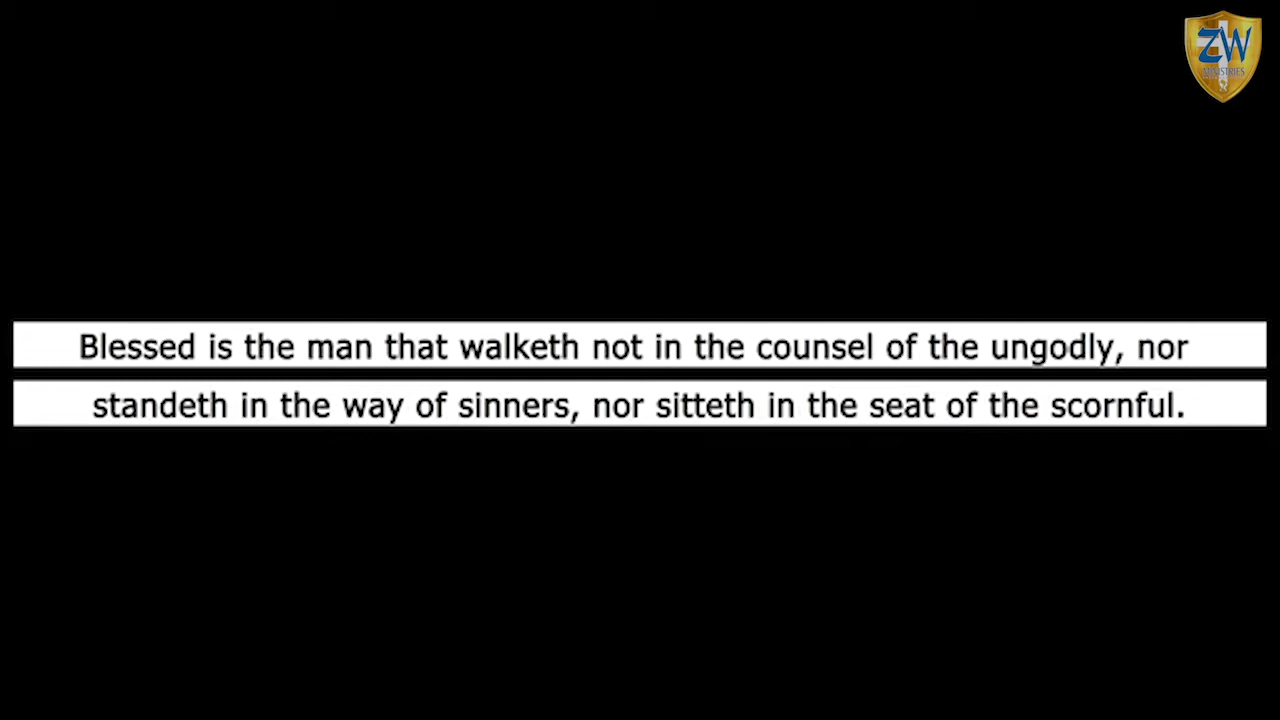 ZW
MINISTRIES
Blessed is the man that walketh not in the counsel of the ungodly, nor
standeth in the way of sinners, nor sitteth in the seat of the scornful.